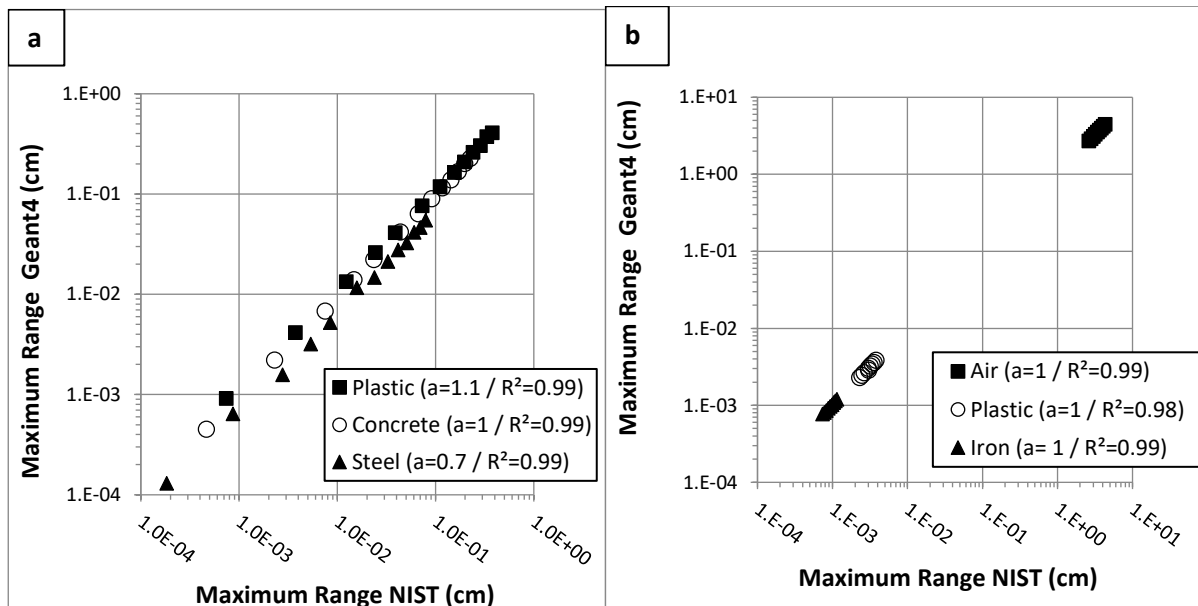 a
Maximum Range Geant4 (cm)
1.E+00
1.E-01
1.E-02
1.E-03
1.E-04
Plastic (a=1.1 / R²=0.99)
Concrete (a=1 / R²=0.99)
Steel (a=0.7 / R²=0.99)
1.0E-04
1.0E-03
1.0E-02
1.0E-01
1.0E+00
Maximum Range NIST (cm)
b
Maximum Range Geant4 (cm)
1.E+01
1.E+00
1.E-01
1.E-02
1.E-03
1.E-04
Air (a=1 / R²=0.99)
Plastic (a=1 / R²=0.98)
Iron (a= 1 / R²=0.99)
1.E-04
1.E-03
1.E-02
1.E-01
1.E+00
1.E+01
Maximum Range NIST (cm)